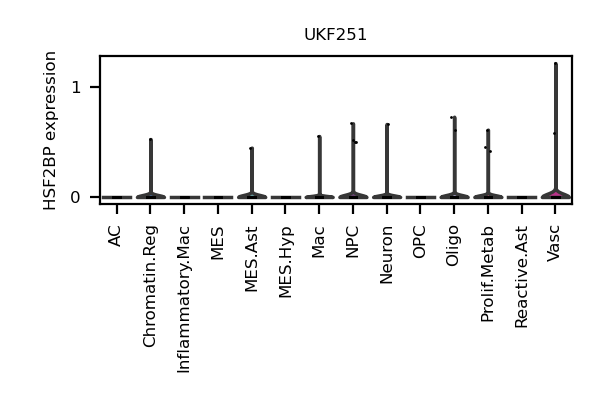 UKF251
HSF2BP expression
1
0
AC
Chromatin.Reg
Inflammatory.Mac
MES
MES.Ast
MES.Hyp
Mac
NPC
Neuron
OPC
Oligo
Prolif.Metab
Reactive.Ast
Vasc